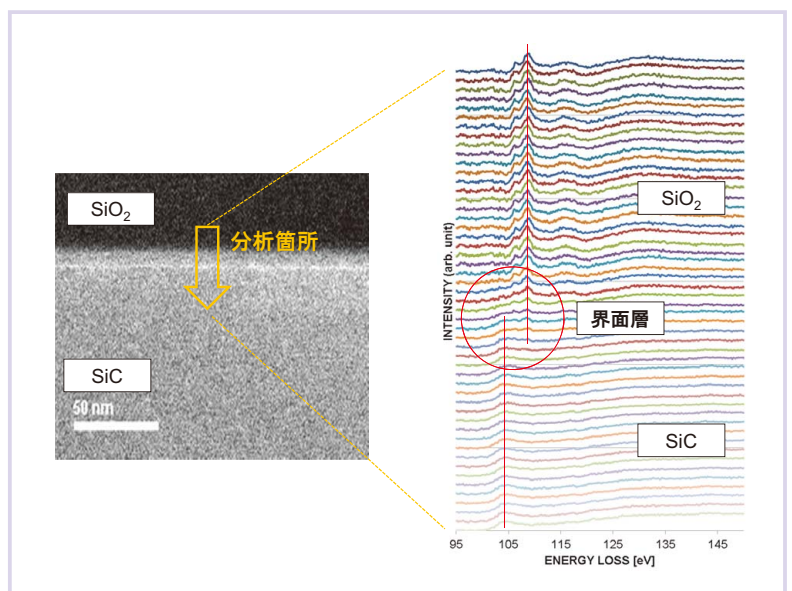 SiO2
分析箇所
SiC
50 nm
INTENSITY (arb. unit)
SiO2
界面層
SiC
95 105 115 125 135 145
ENERGY LOSS [eV]